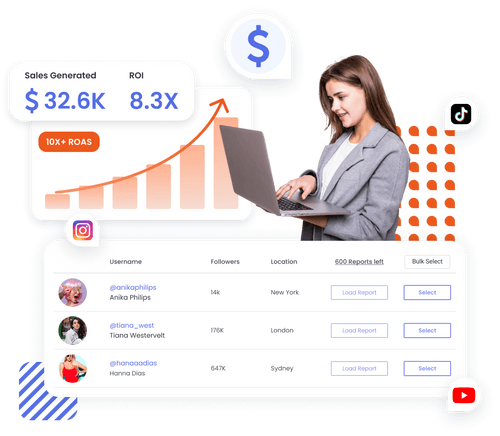 Sales Generated ROI
$ 32.6K 8.3X
10X+ ROAS
$
Username Followers Location 600 Reports left Bulk Select
@anikaphilips
Anika Philips 14k New York Load Report Select
@tiana_west
Tiana Westervelt 176K London Load Report Select
@hanaaadias
Hanna Dias 647K Sydney Load Report Select